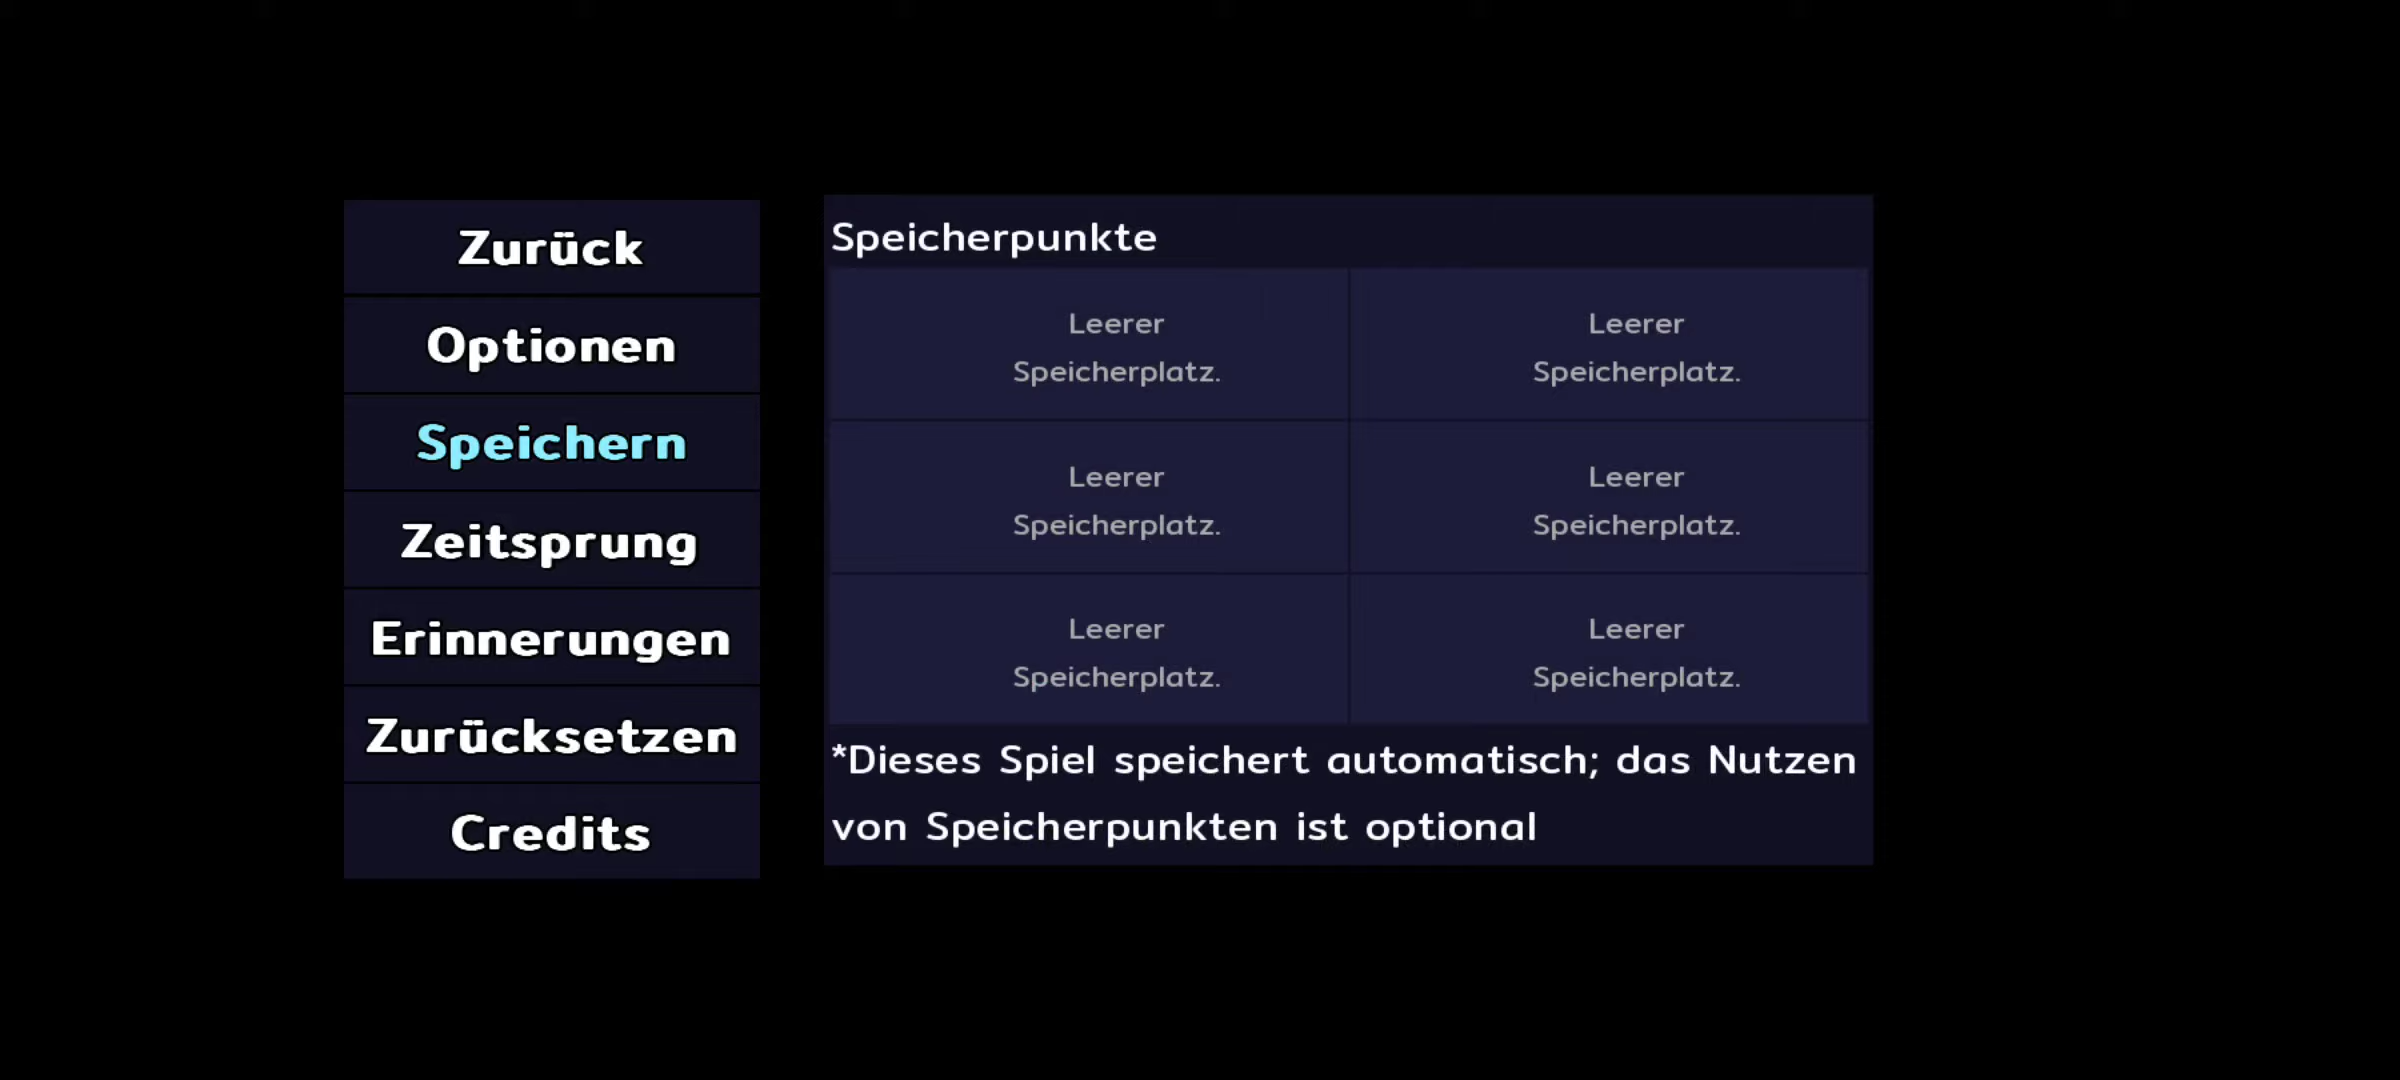 Zurück
Optionen
Speichern
Zeitsprung
Erinnerungen
Zurücksetzen
Credits
Speicherpunkte
Leerer
Speicherplatz.
Leerer
Speicherplatz.
Leerer
Speicherplatz.
Leerer
Speicherplatz.
Leerer
Speicherplatz.
Leerer
Speicherplatz.
*Dieses Spiel speichert automatisch; das Nutzen
von Speicherpunkten ist optional